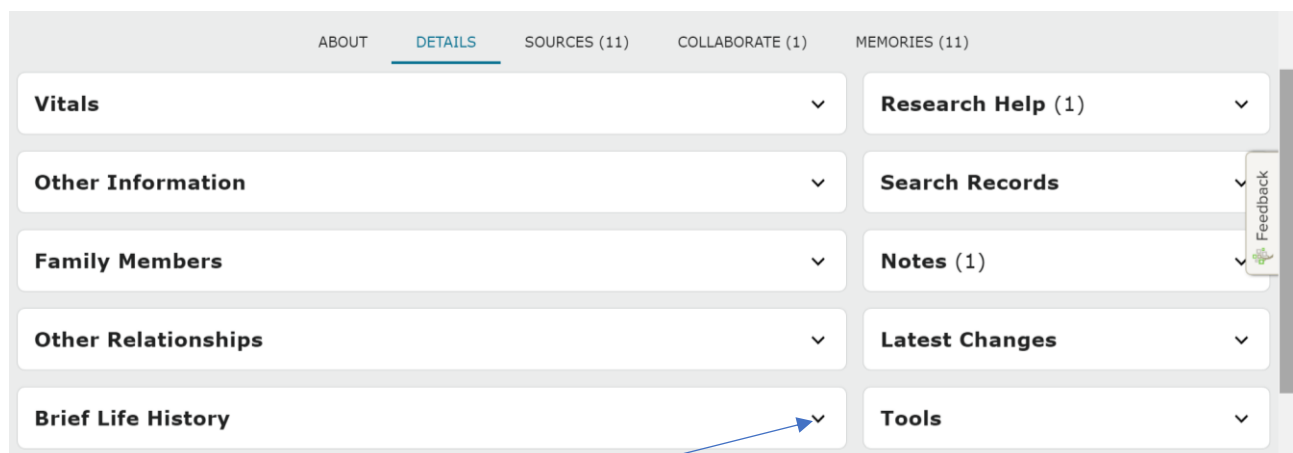 ABOUT DETAILS SOURCES (11) COLLABORATE (1) MEMORIES (11)
Vitals
Research Help (1)
Other Information
Search Records
Family Members
Notes (1)
Other Relationships
Latest Changes
Brief Life History
Tools
Feedback